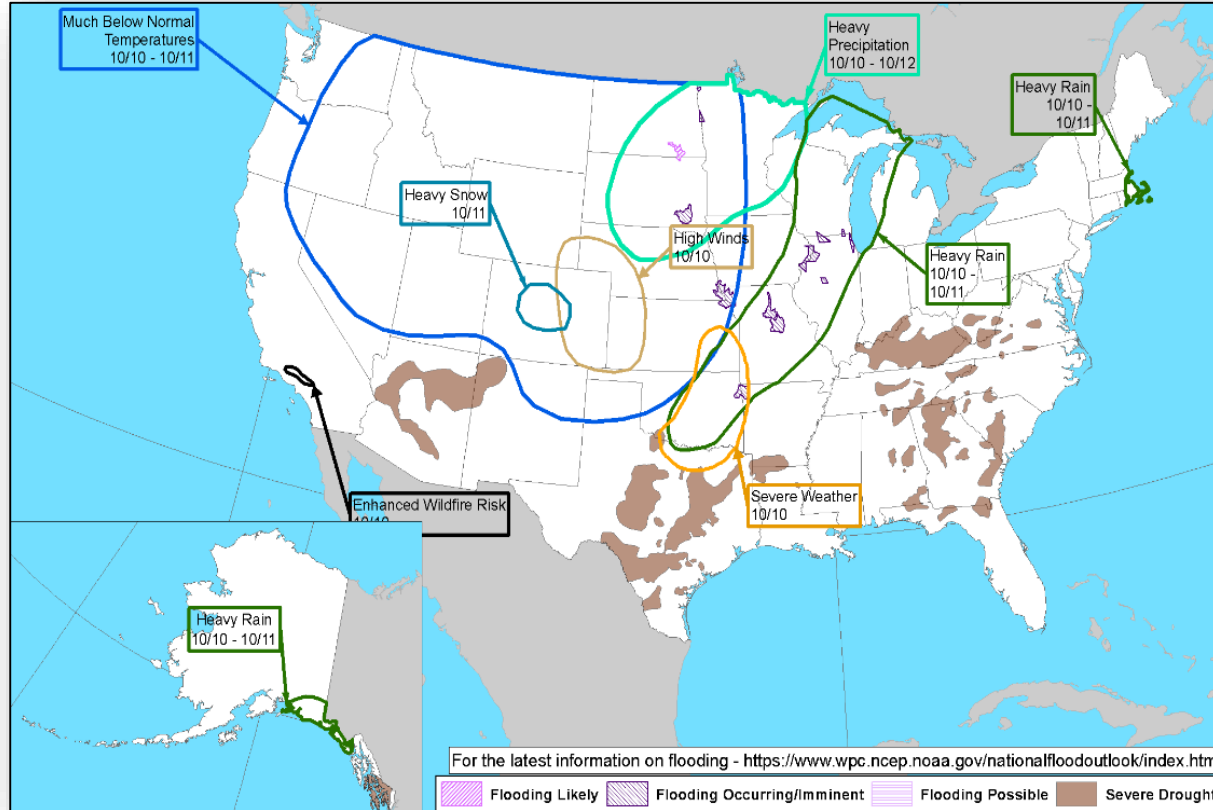 Much Below Normal
Temperatures
10/10 - 10/11
Heavy
Precipitation
10/10 - 10/12
Heavy Rain
10/10 -
10/11
Heavy Snow
10/11
High Winds
10/10
Heavy Rain
10/10 -
10/11
Enhanced Wildfire Risk
10/10
Severe Weather
10/10
Heavy Rain
10/10 - 10/11
For the latest information on flooding - https://www.wpc.ncep.noaa.gov/nationalfloodoutlook/index.htm
Flooding Likely Flooding Occurring/Imminent Flooding Possible Severe Drought